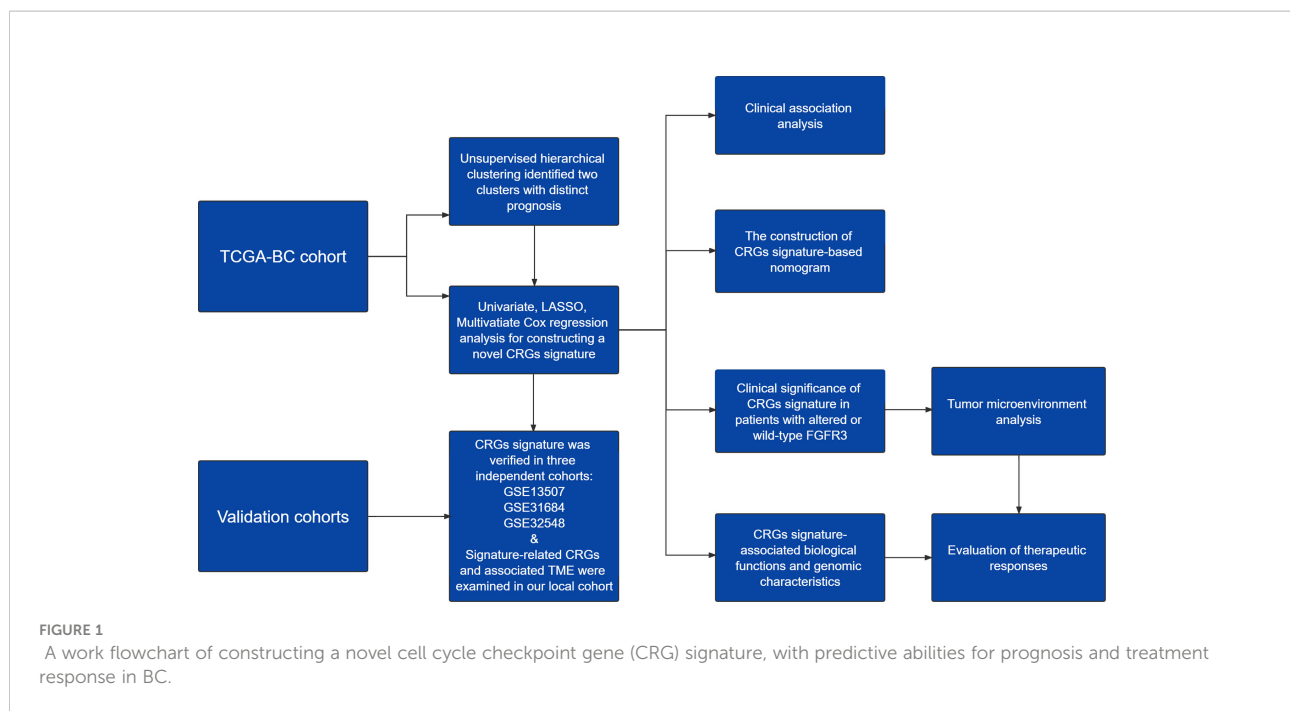 TCGA-BC cohort
Validation cohorts
Unsupervised hierarchical
clustering identified two
clusters with distinct
prognosis
Univariate, LASSO,
Multivatiate Cox regression
analysis for constructing a
novel CRGs signature
CRGs signature was
verified in three
independent cohorts:
GSE13507
GSE31684
GSE32548
&
Signature-related CRGs
and associated TME were
examined in our local cohort
Clinical association
analysis
The construction of
CRGs signature-based
nomogram
Clinical significance of
CRGs signature in
patients with altered or
wild-type FGFR3
CRGs signature-
associated biological
functions and genomic
characteristics
Tumor microenvironment
analysis
Evaluation of therapeutic
responses
FIGURE 1
A work flowchart of constructing a novel cell cycle checkpoint gene (CRG) signature, with predictive abilities for prognosis and treatment
response in BC.